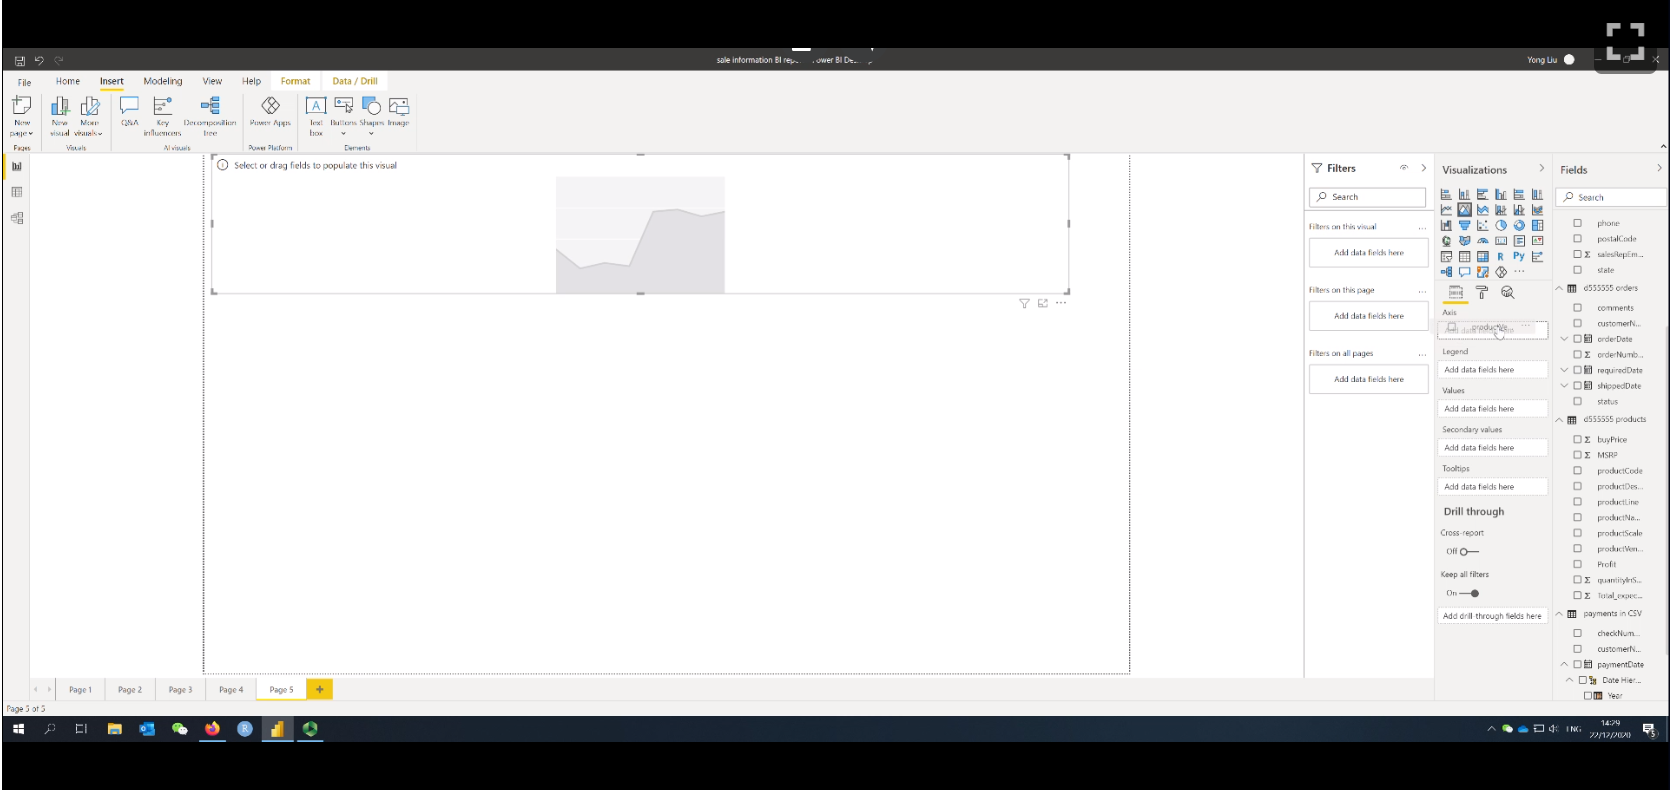 sale information BI rep... ower BI De...
Yong Liu
File
Home
Insert
Modeling
View
Help
Format
Data / Drill
New page
New visual
More visuals
Q&A
Key influencers
Decomposition tree
Power Apps
Text box
Buttons
Shapes
Image
Pages
Visuals
AI visuals
Power Platform
Elements
Select or drag fields to populate this visual
Filters
Search
Filters on this visual
...
Add data fields here
Filters on this page
...
Add data fields here
Filters on all pages
...
Add data fields here
Visualizations
R
Py
...
Axis
productVe...
Legend
Add data fields here
Values
Add data fields here
Secondary values
Add data fields here
Tooltips
Add data fields here
Drill through
Cross-report
Off
Keep all filters
On
Add drill-through fields here
Fields
Search
phone
postalCode
Σ salesRepEm...
state
d555555 orders
comments
customerN...
orderDate
Σ orderNumb...
requiredDate
shippedDate
status
d555555 products
Σ buyPrice
Σ MSRP
productCode
productDes...
productLine
productNa...
productScale
productVen...
Profit
Σ quantityInS...
Σ Total_expec...
payments in CSV
checkNum...
customerN...
paymentDate
Date Hier...
Year
Page 1
Page 2
Page 3
Page 4
Page 5
+
Page 5 of 5
R
ENG
14:29
22/12/2020
5